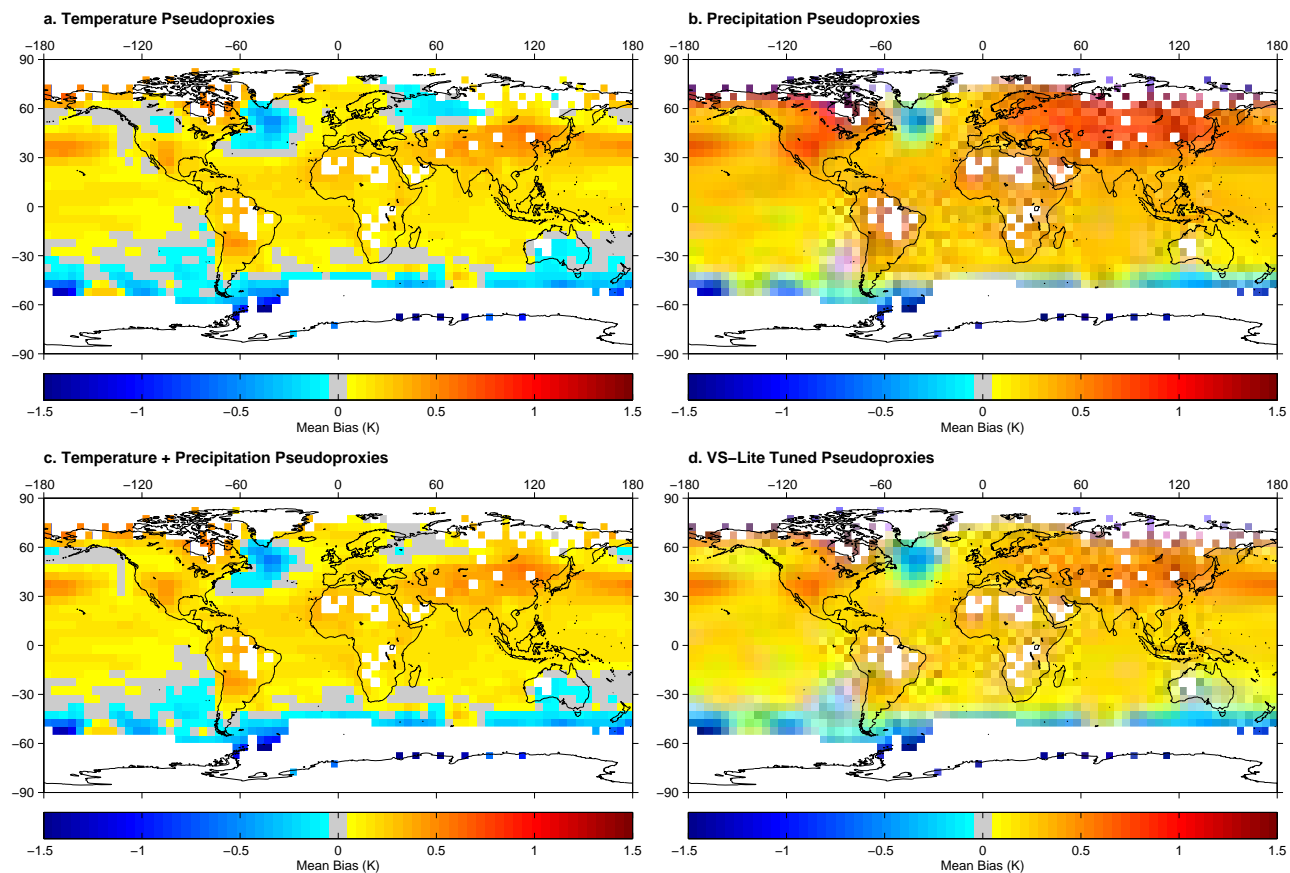 a. Temperature Pseudoproxies
−180 −120 −60 0 60 120 180
90
60
30
0
−30
−60
−90
−1.5 −1 −0.5 0 0.5 1 1.5
Mean Bias (K)
b. Precipitation Pseudoproxies
−180 −120 −60 0 60 120 180
90
60
30
0
−30
−60
−90
−1.5 −1 −0.5 0 0.5 1 1.5
Mean Bias (K)
c. Temperature + Precipitation Pseudoproxies
−180 −120 −60 0 60 120 180
90
60
30
0
−30
−60
−90
−1.5 −1 −0.5 0 0.5 1 1.5
Mean Bias (K)
d. VS−Lite Tuned Pseudoproxies
−180 −120 −60 0 60 120 180
90
60
30
0
−30
−60
−90
−1.5 −1 −0.5 0 0.5 1 1.5
Mean Bias (K)